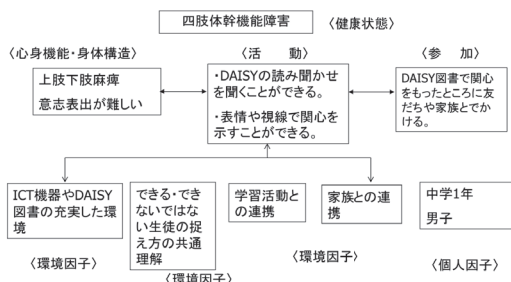 四肢体幹機能障害
〈健康状態〉
〈心身機能・身体構造〉
〈活　動〉
〈参　加〉
上肢下肢麻痺
意志表出が難しい
・DAISYの読み聞かせ
を聞くことができる。
・表情や視線で関心を
示すことができる。
DAISY図書で関心
をもったところに友
だちや家族とでか
ける。
ICT機器やDAISY
図書の充実した環
境
できる・でき
ないではな
い生徒の捉
え方の共通
理解
学習活動と
の連携
家族との連
携
中学1年
男子
〈環境因子〉
〈環境因子〉
〈環境因子〉
〈個人因子〉